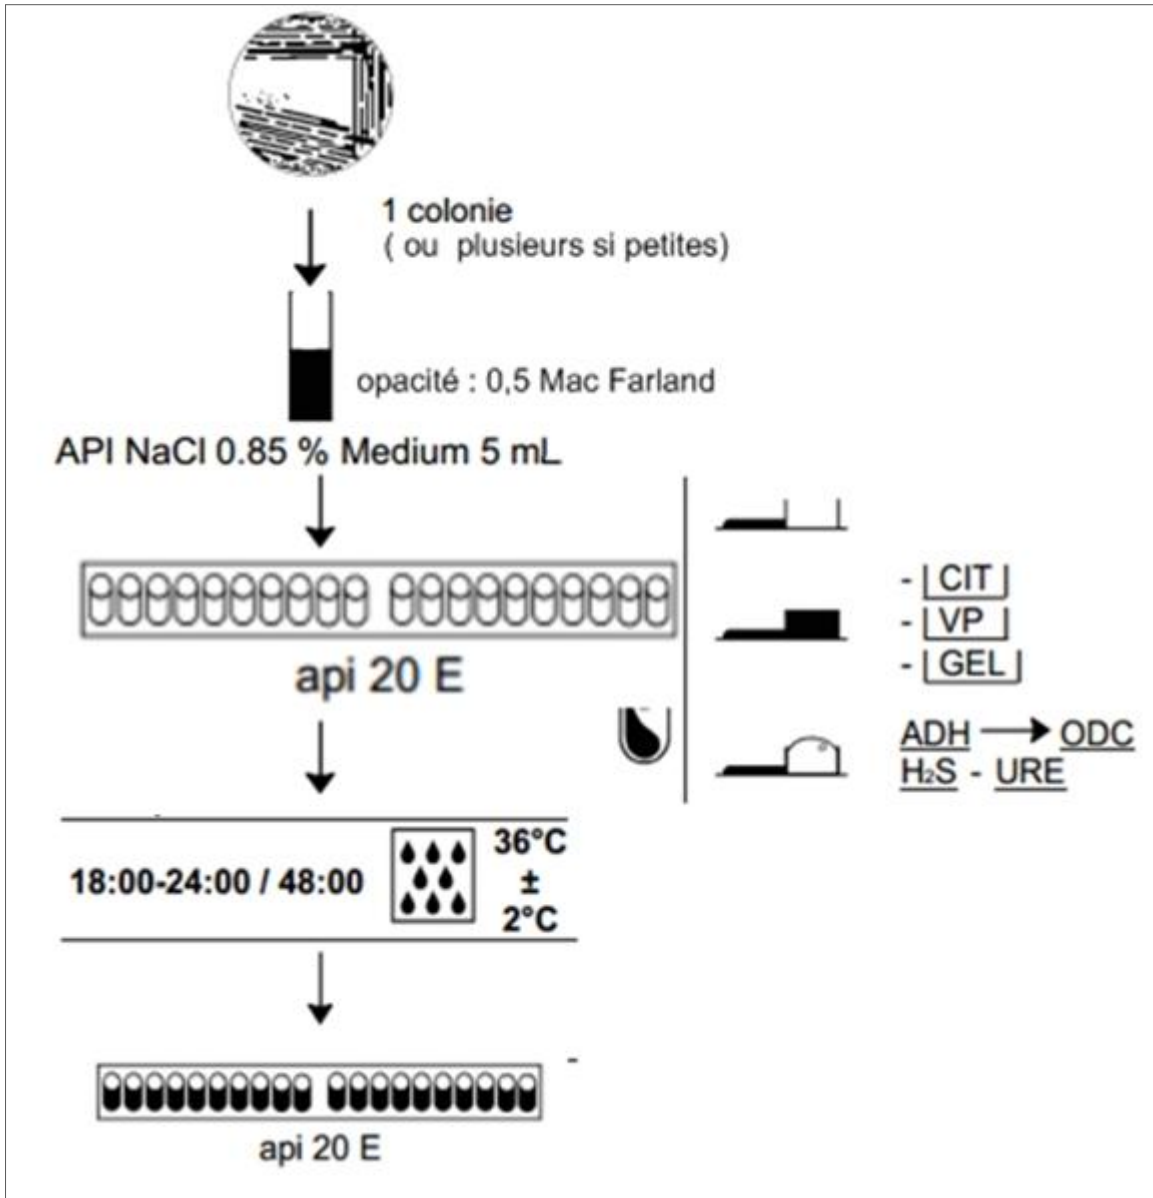 1 colonie
( ou plusieurs si petites)
opacité : 0,5 Mac Farland
API NaCl 0.85 % Medium 5 mL
api 20 E
- CIT
- VP
- GEL
ADH ODC
H₂S - URE
18:00-24:00 / 48:00
36°C
±
2°C
api 20 E